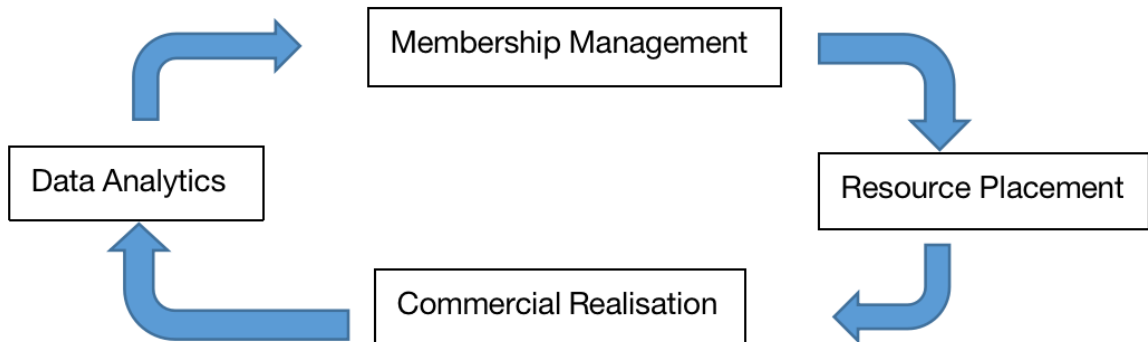 Membership Management
Data Analytics
Resource Placement
Commercial Realisation